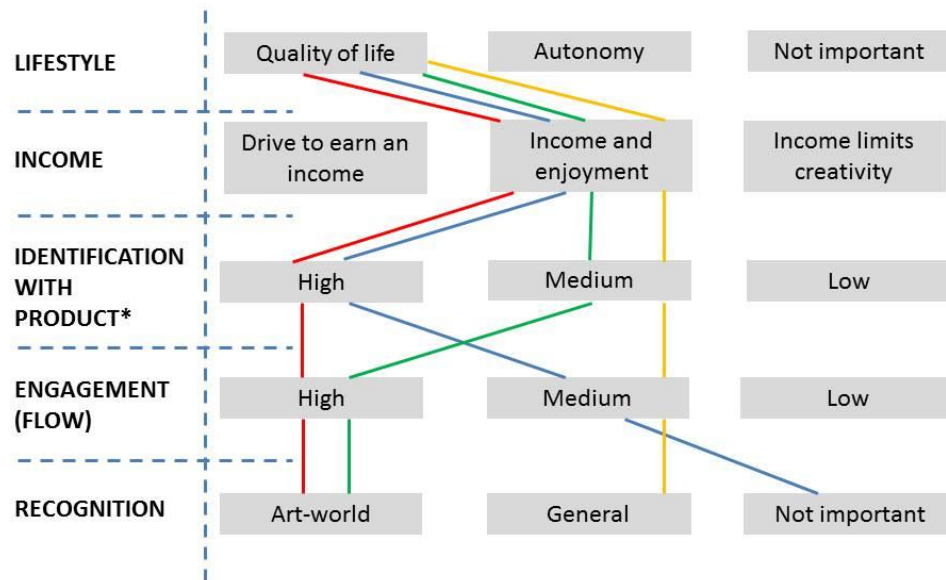 LIFESTYLE
Quality of life
Autonomy
Not important
INCOME
Drive to earn an
income
Income and
enjoyment
Income limits
creativity
IDENTIFICATION
WITH
PRODUCT*
High
Medium
Low
ENGAGEMENT
(FLOW)
High
Medium
Low
RECOGNITION
Art-world
General
Not important